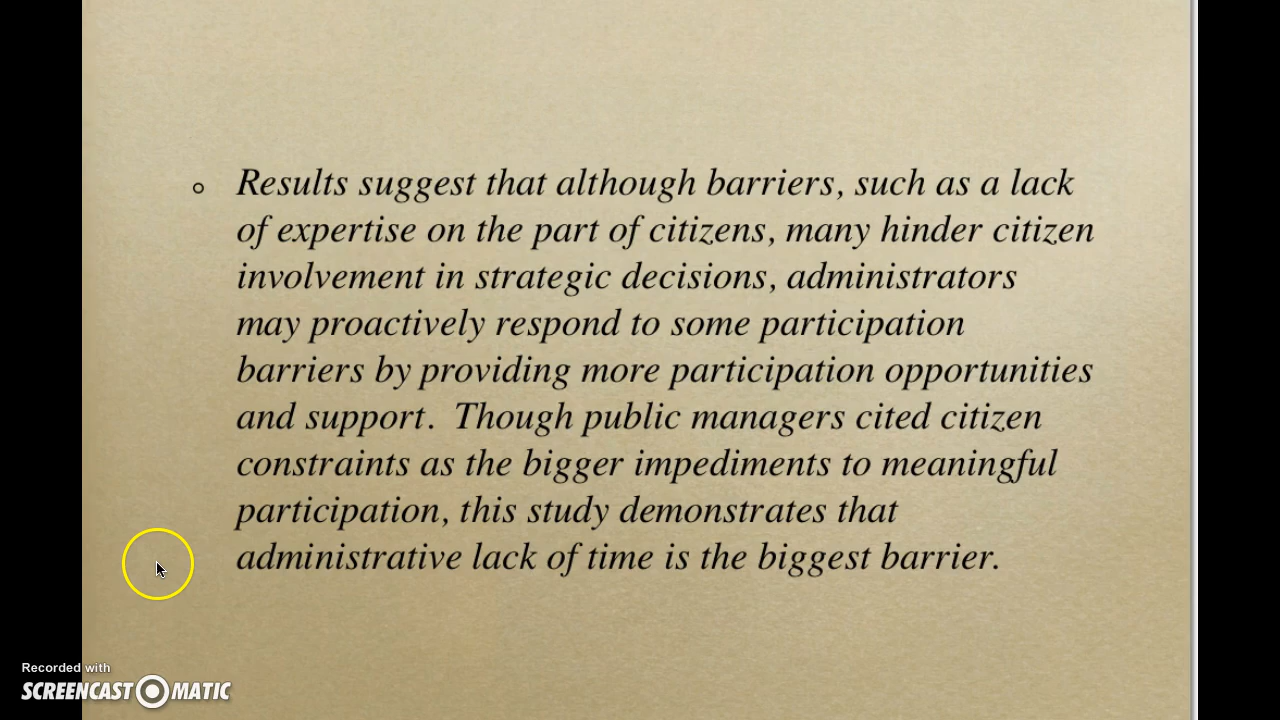 Results suggest that although barriers, such as a lack
of expertise on the part of citizens, many hinder citizen
involvement in strategic decisions, administrators
may proactively respond to some participation
barriers by providing more participation opportunities
and support. Though public managers cited citizen
constraints as the bigger impediments to meaningful
participation, this study demonstrates that
administrative lack of time is the biggest barrier.
Recorded with
SCREENCAST O MATIC